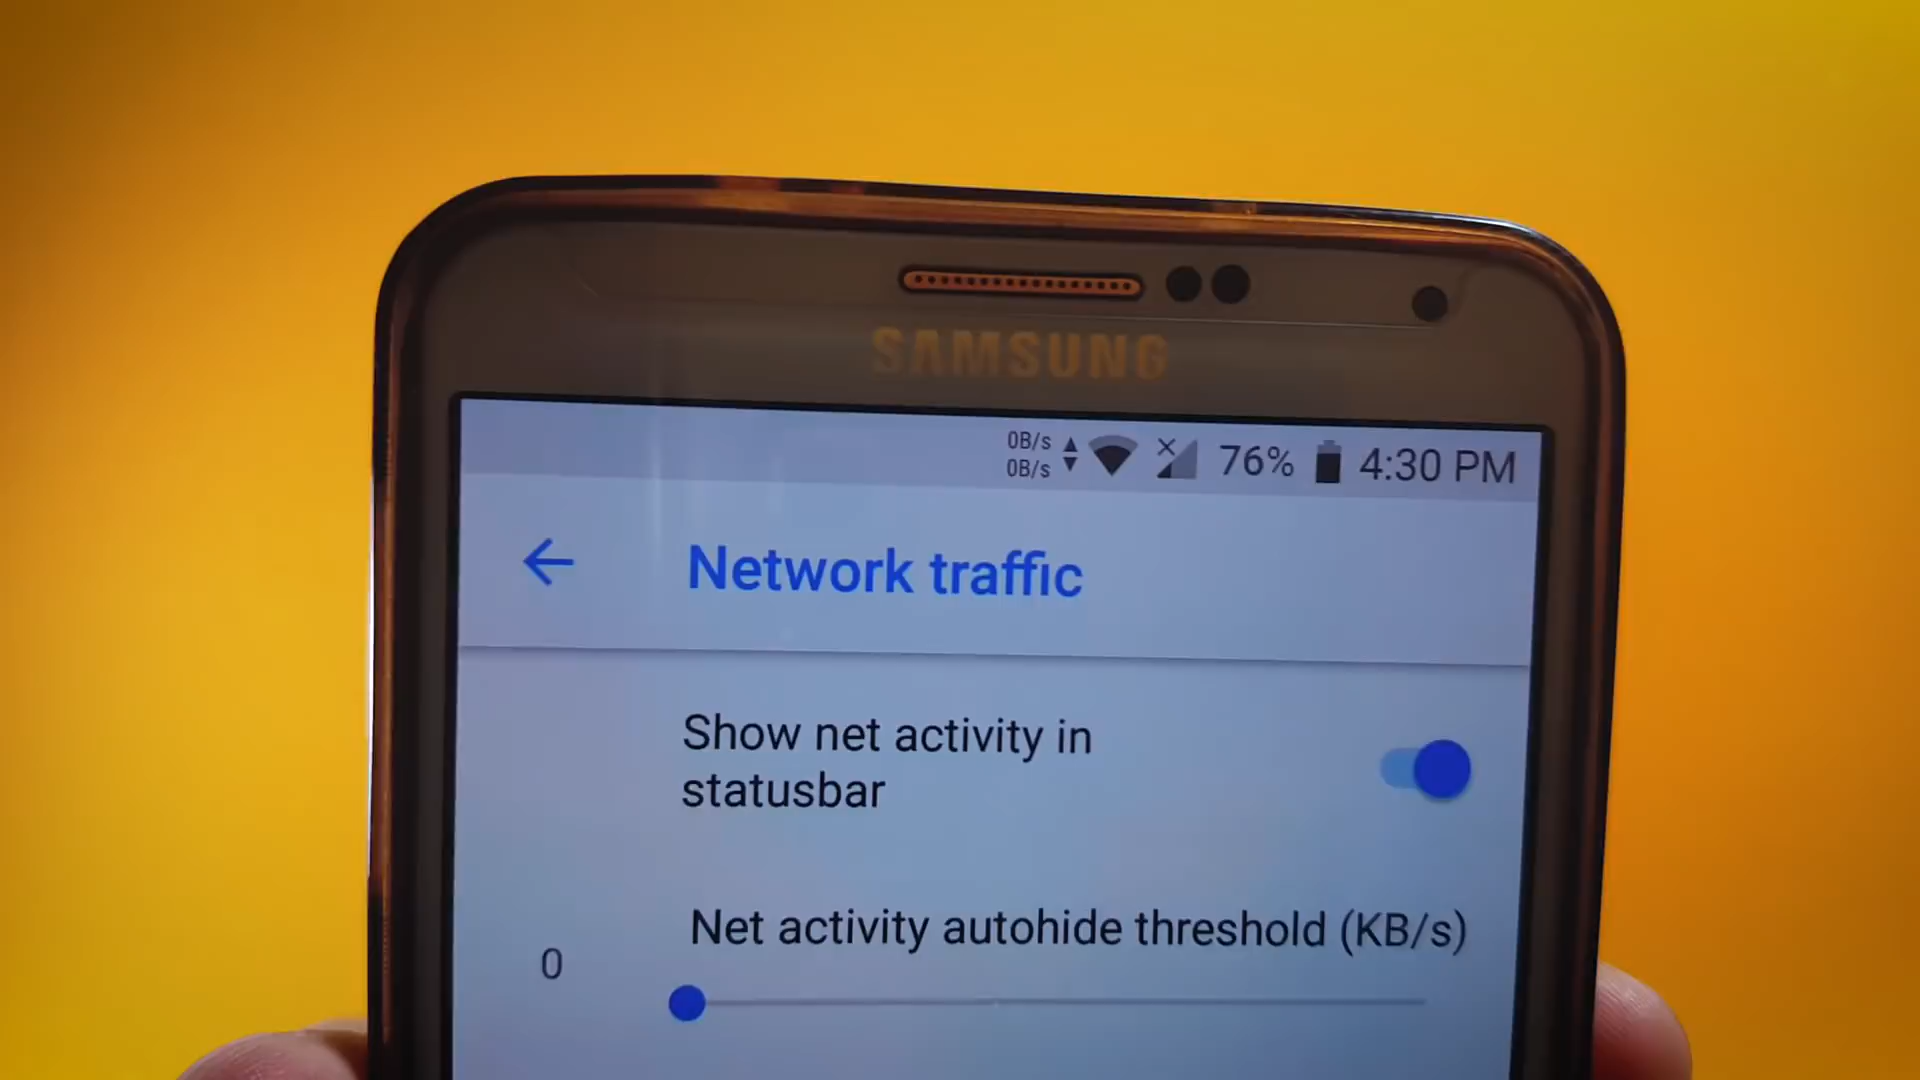 SAMSUNG
0B/s
0B/s
76% 4:30 PM
Network traffic
Show net activity in
statusbar
Net activity autohide threshold (KB/s)
0